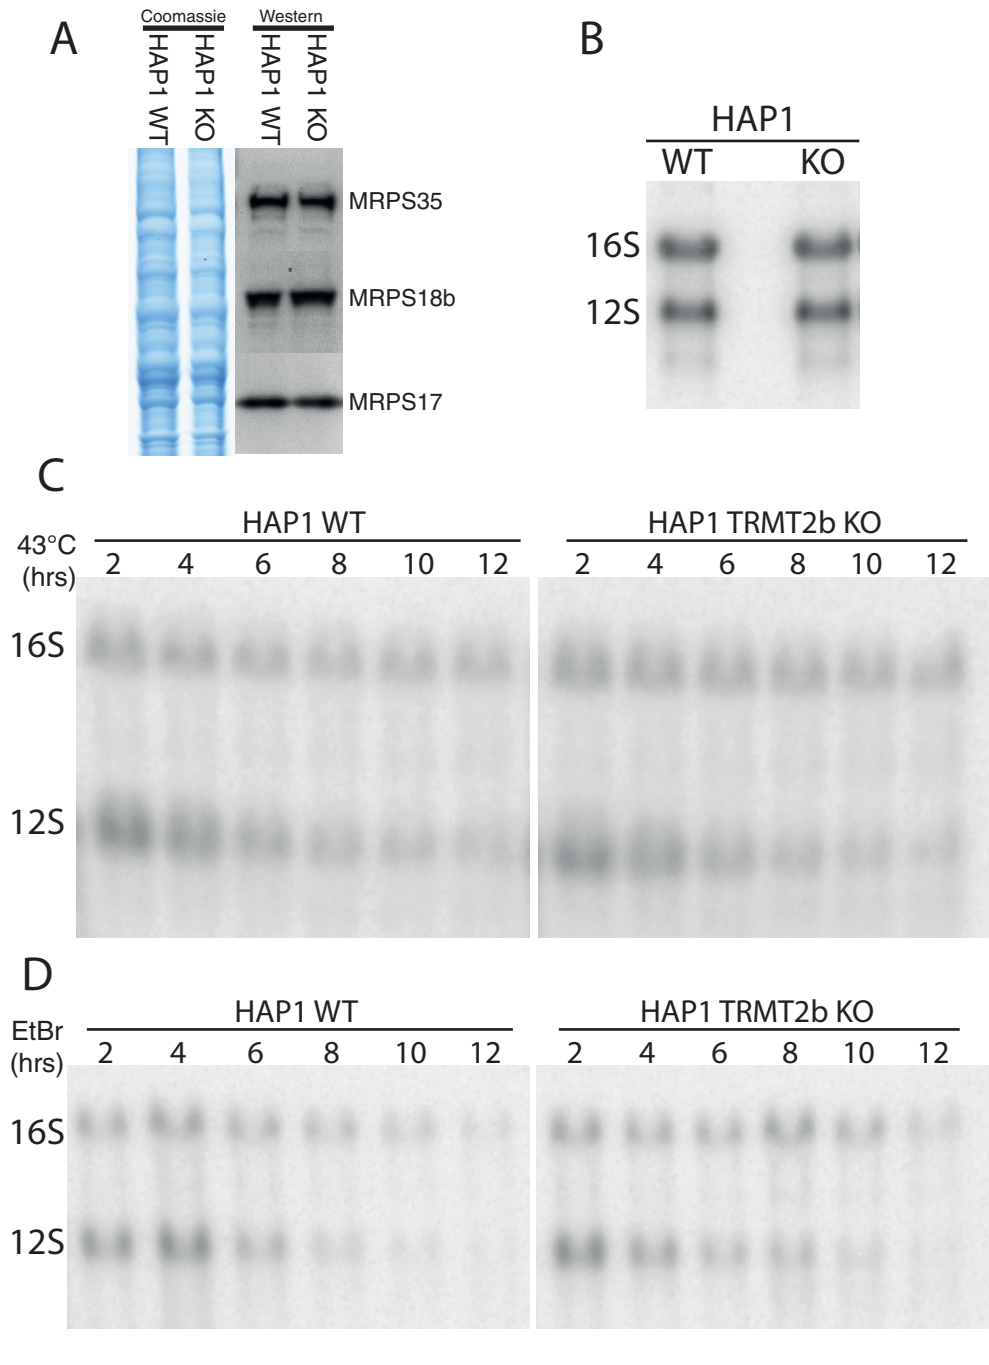 A
Coomassie Western
HAP1 WT
HAP1 KO
HAP1 WT
HAP1 KO
MRPS35
MRPS18b
MRPS17
B
HAP1
WT KO
16S
12S
C
HAP1 WT HAP1 TRMT2b KO
43°C
(hrs)
2 4 6 8 10 12 2 4 6 8 10 12
16S
12S
D
HAP1 WT HAP1 TRMT2b KO
EtBr
(hrs)
2 4 6 8 10 12 2 4 6 8 10 12
16S
12S